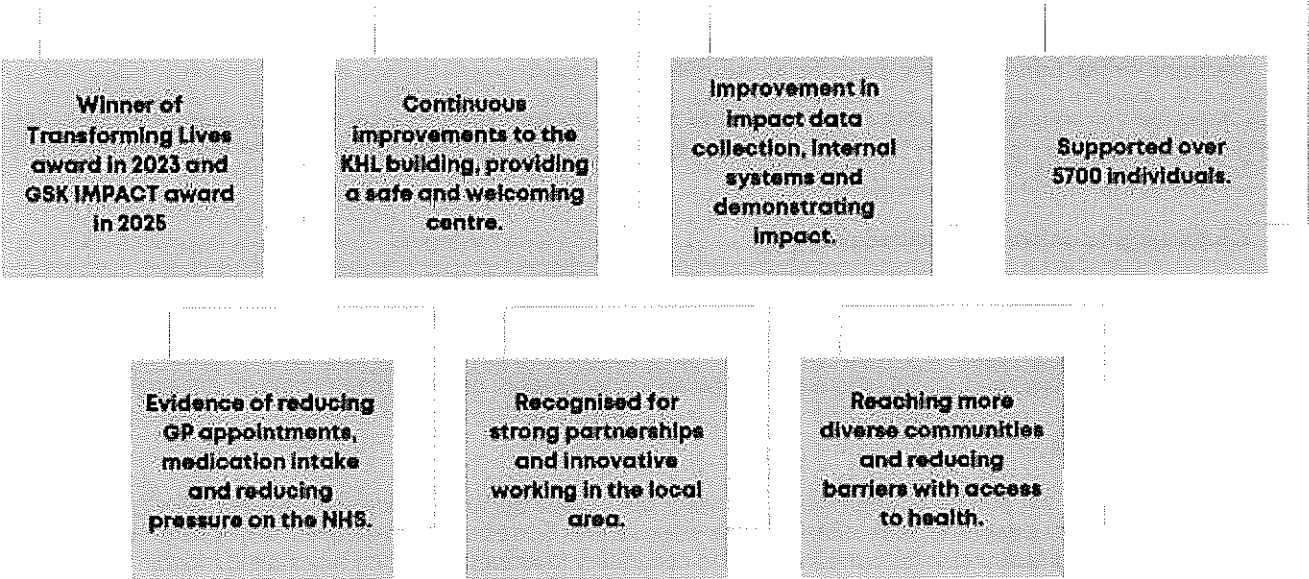 Winner of
Transforming Lives
award in 2023 and
GSK IMPACT award
in 2025
Continuous
improvements to the
KHL building, providing
a safe and welcoming
centre.
Improvement in
impact data
collection, internal
systems and
demonstrating
impact.
Supported over
5700 individuals.
Evidence of reducing
GP appointments,
medication intake
and reducing
pressure on the NHS.
Recognised for
strong partnerships
and innovative
working in the local
area.
Reaching more
diverse communities
and reducing
barriers with access
to health.